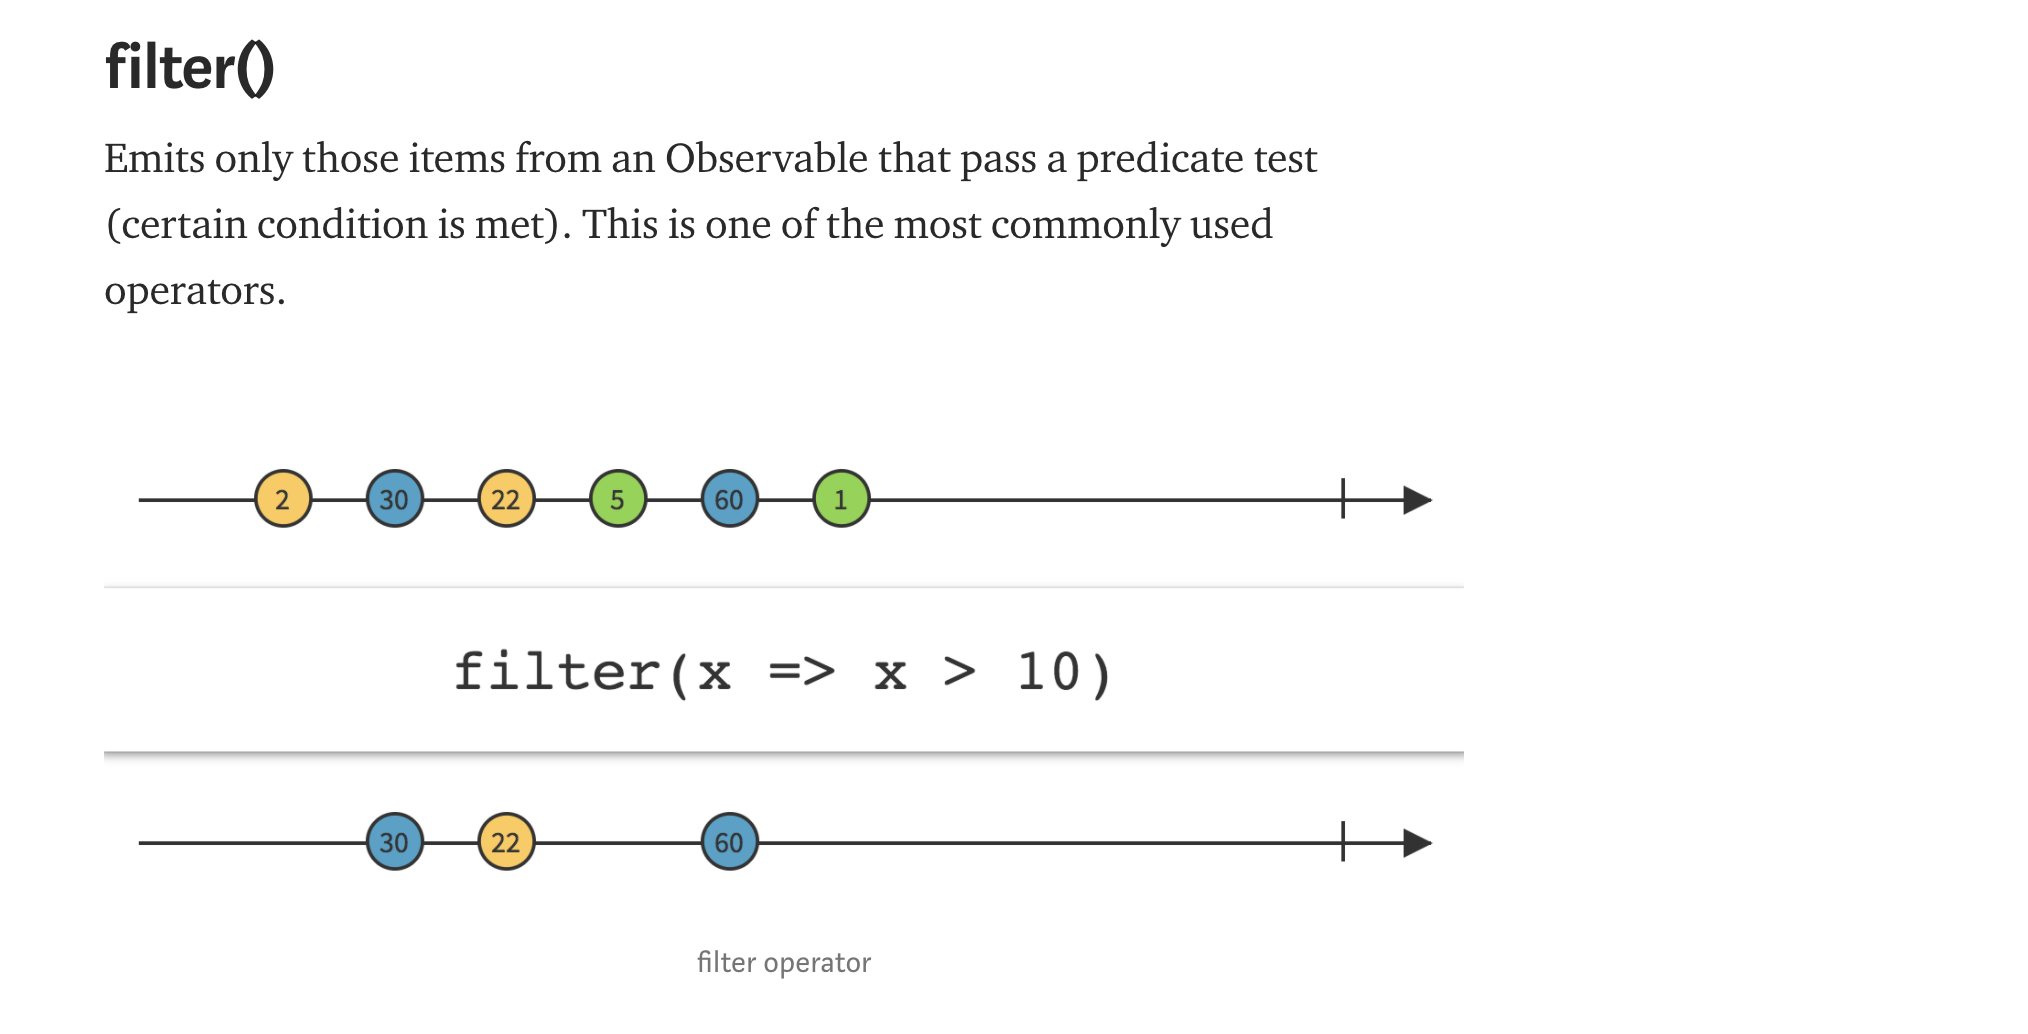 filter()
Emits only those items from an Observable that pass a predicate test
(certain condition is met). This is one of the most commonly used
operators.
2 30 22 5 60 1
filter(x => x > 10)
30 22 60
filter operator